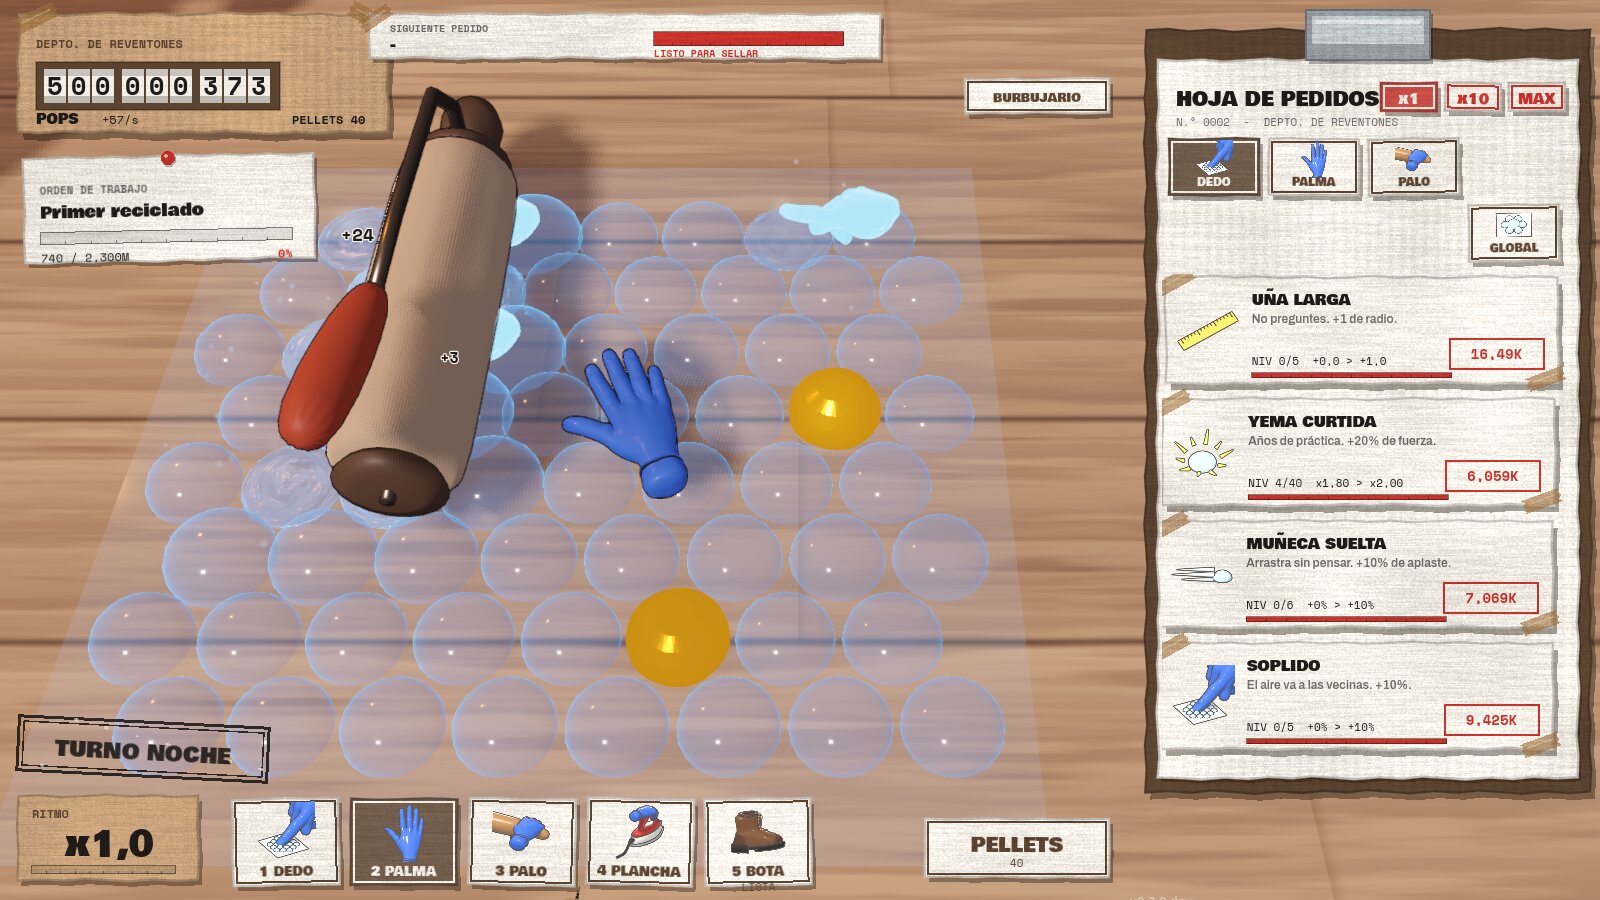 DEPTO. DE REVENTONES
500 000 373
POPS +57/s PELLETS 40
SIGUIENTE PEDIDO
-
LISTO PARA SELLAR
BURBUJARIO
ORDEN DE TRABAJO
Primer reciclado
0%
740 / 2,300M
+24
+3
HOJA DE PEDIDOS x1 x10 MAX
N.° 0002 - DEPTO. DE REVENTONES
DEDO PALMA PALO
GLOBAL
UÑA LARGA
No preguntes. +1 de radio.
NIV 0/5 +0,0 > +1,0 16,49K
YEMA CURTIDA
Años de práctica. +20% de fuerza.
NIV 4/40 x1,80 > x2,00 6,059K
MUÑECA SUELTA
Arrastra sin pensar. +10% de aplaste.
NIV 0/6 +0% > +10% 7,069K
SOPLIDO
El aire va a las vecinas. +10%.
NIV 0/5 +0% > +10% 9,425K
TURNO NOCHE
RITMO
x1,0
1 DEDO 2 PALMA 3 PALO 4 PLANCHA 5 BOTA
LISTA
PELLETS
40